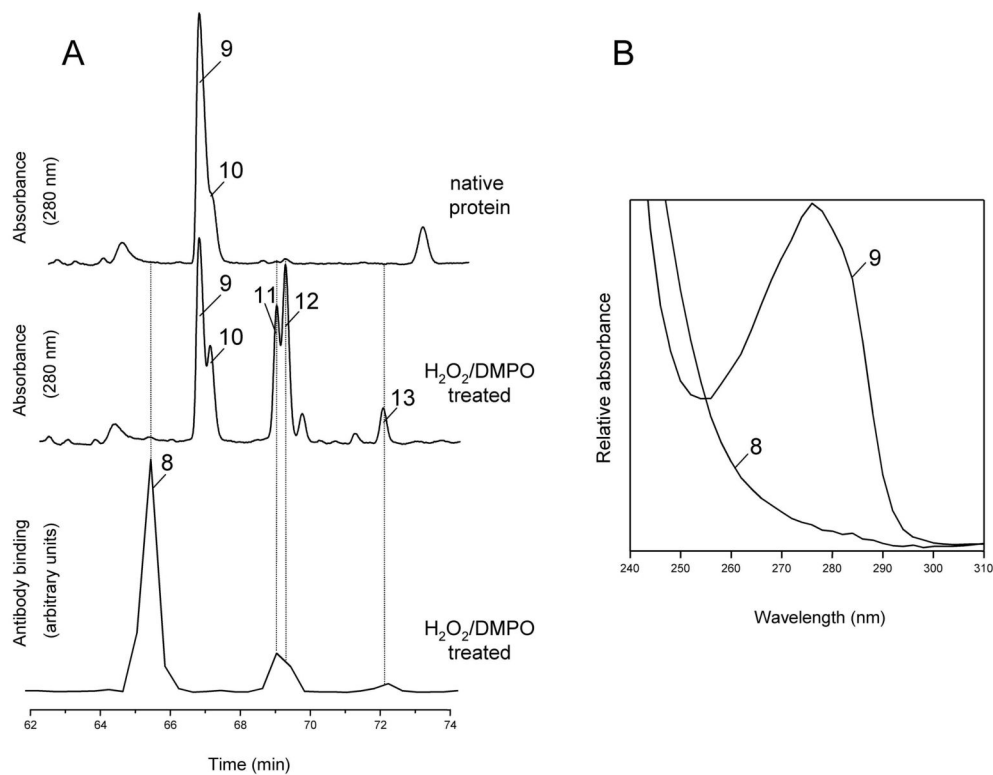 A
B
9
10
Absorbance
(280 nm)
native
protein
9
10
11
12
13
Absorbance
(280 nm)
H₂O₂/DMPO
treated
8
Antibody binding
(arbitrary units)
H₂O₂/DMPO
treated
62 64 66 68 70 72 74
Time (min)
9
8
Relative absorbance
240 250 260 270 280 290 300 310
Wavelength (nm)